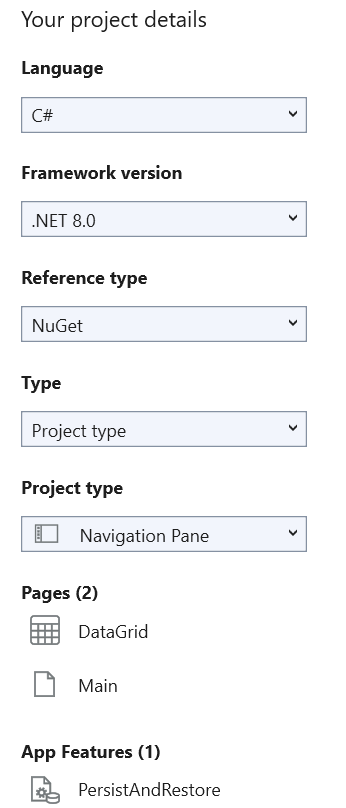 Your project details
Language
C#
Framework version
.NET 8.0
Reference type
NuGet
Type
Project type
Project type
Navigation Pane
Pages (2)
DataGrid
Main
App Features (1)
PersistAndRestore